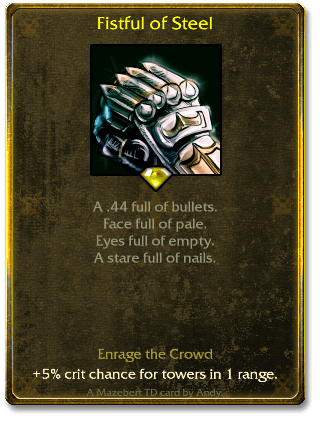 Fistful of Steel
A .44 full of bullets.
Face full of pale.
Eyes full of empty.
A stare full of nails.
Enrage the Crowd
+5% crit chance for towers in 1 range.
A Mazebert TD card by Andy.